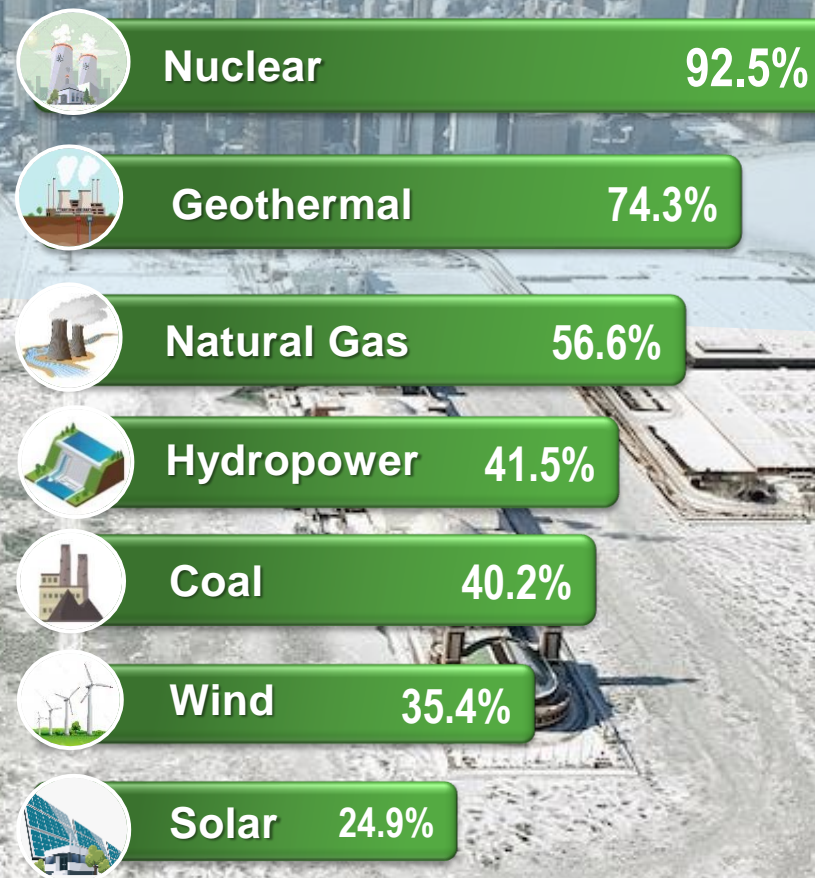 Nuclear 92.5%
Geothermal 74.3%
Natural Gas 56.6%
Hydropower 41.5%
Coal 40.2%
Wind 35.4%
Solar 24.9%